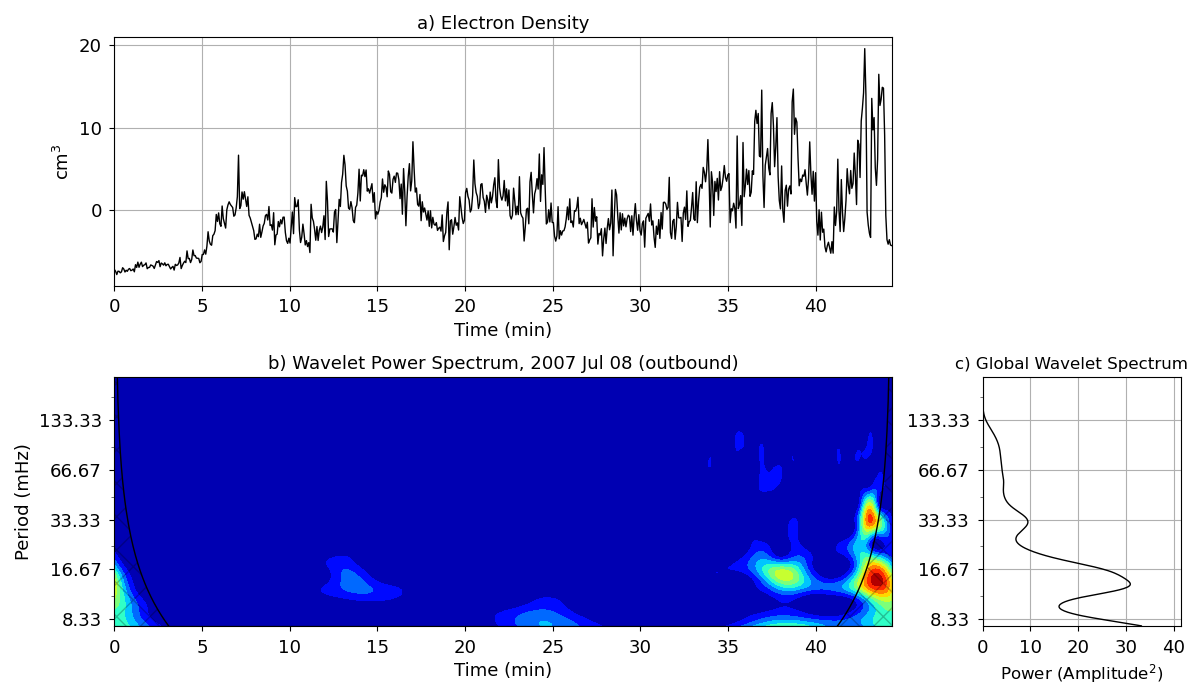 a) Electron Density
20
10
0
cm³
0 5 10 15 20 25 30 35 40
Time (min)
b) Wavelet Power Spectrum, 2007 Jul 08 (outbound)
133.33
66.67
33.33
16.67
8.33
Period (mHz)
0 5 10 15 20 25 30 35 40
Time (min)
c) Global Wavelet Spectrum
133.33
66.67
33.33
16.67
8.33
0 10 20 30 40
Power (Amplitude²)